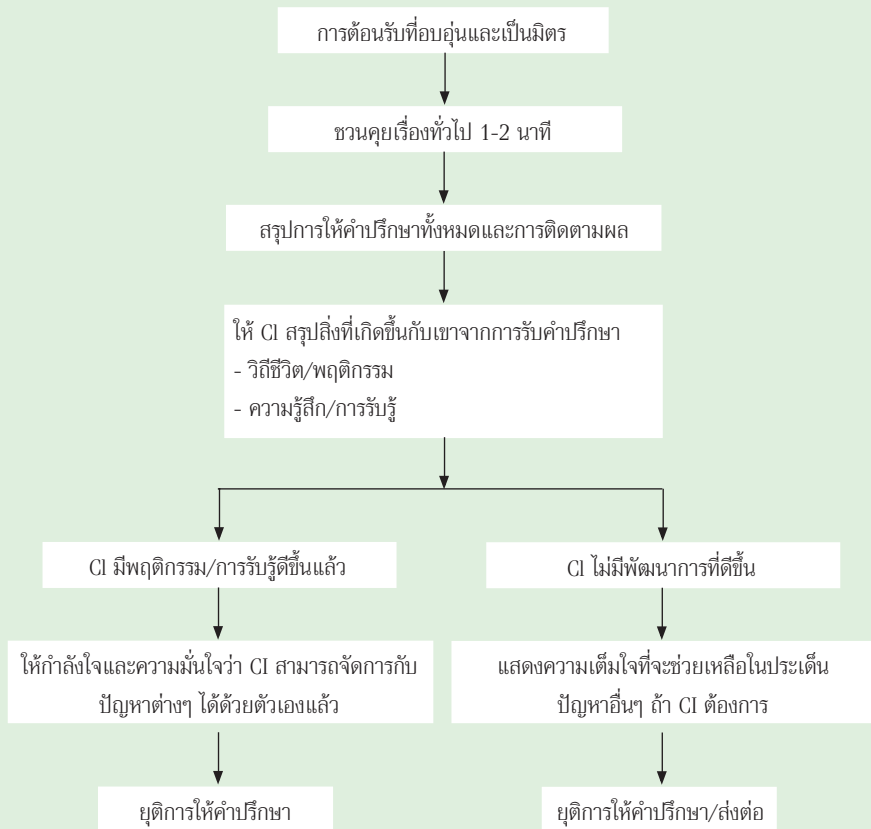 การต้อนรับที่อบอุ่นและเป็นมิตร
ชวนคุยเรื่องทั่วไป 1-2 นาที
สรุปการให้คำปรึกษาทั้งหมดและการติดตามผล
ให้ Cl สรุปสิ่งที่เกิดขึ้นกับเขาจากการรับคำปรึกษา
- วิถีชีวิต/พฤติกรรม
- ความรู้สึก/การรับรู้
Cl มีพฤติกรรม/การรับรู้ดีขึ้นแล้ว
Cl ไม่มีพัฒนาการที่ดีขึ้น
ให้กำลังใจและความมั่นใจว่า CI สามารถจัดการกับ
ปัญหาต่างๆ ได้ด้วยตัวเองแล้ว
แสดงความเต็มใจที่จะช่วยเหลือในประเด็น
ปัญหาอื่นๆ ถ้า CI ต้องการ
ยุติการให้คำปรึกษา
ยุติการให้คำปรึกษา/ส่งต่อ